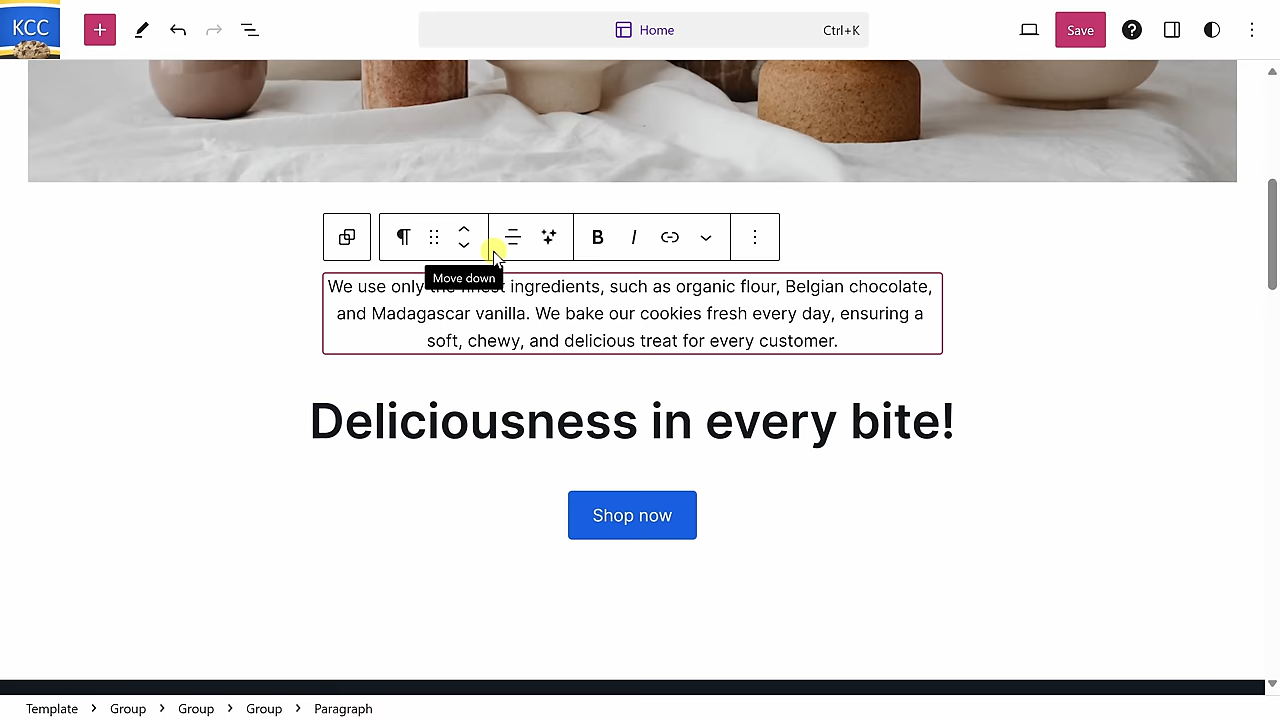 KCC
Home
Ctrl+K
Save
B I
Move down
We use only the finest ingredients, such as organic flour, Belgian chocolate,
and Madagascar vanilla. We bake our cookies fresh every day, ensuring a
soft, chewy, and delicious treat for every customer.
Deliciousness in every bite!
Shop now
Template > Group > Group > Group > Paragraph